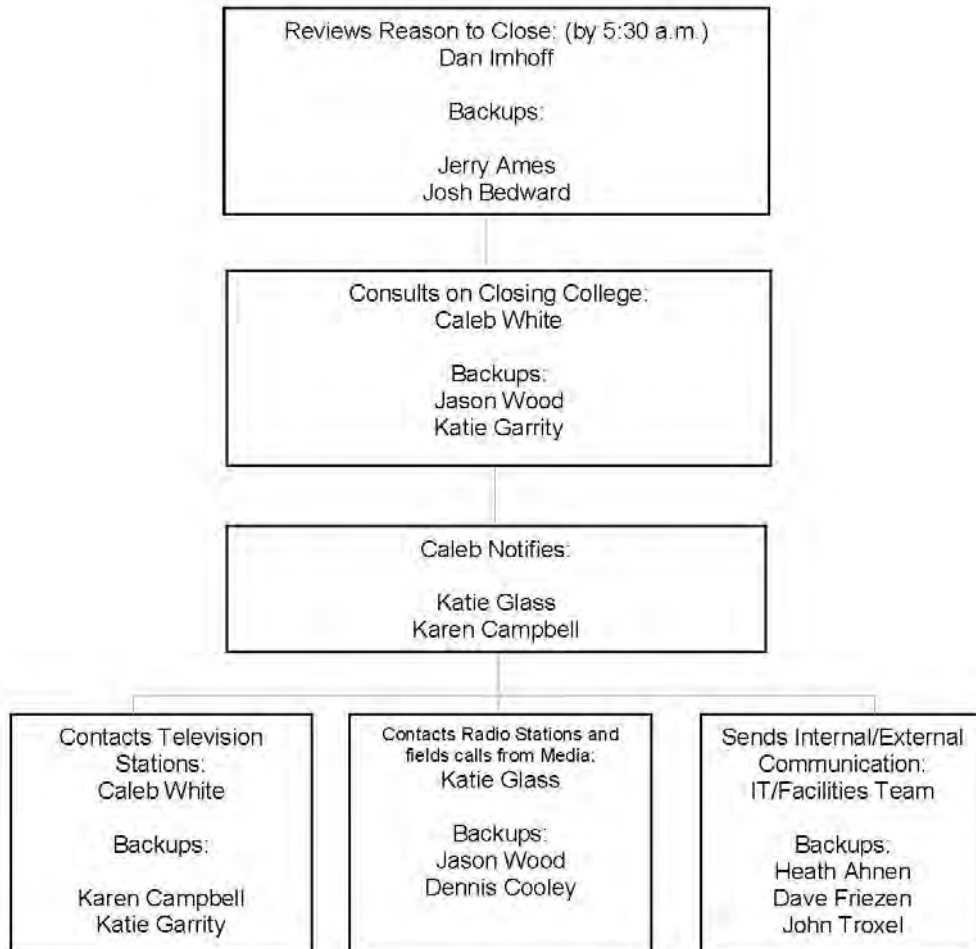 Reviews Reason to Close: (by 5:30 a.m.)
Dan Imhoff
Backups:
Jerry Ames
Josh Bedward
Consults on Closing College:
Caleb White
Backups:
Jason Wood
Katie Garrity
Caleb Notifies:
Katie Glass
Karen Campbell
Contacts Television
Stations:
Caleb White
Backups:
Karen Campbell
Katie Garrity
Contacts Radio Stations and
fields calls from Media:
Katie Glass
Backups:
Jason Wood
Dennis Cooley
Sends Internal/External
Communication:
IT/Facilities Team
Backups:
Heath Ahnen
Dave Friezen
John Troxel